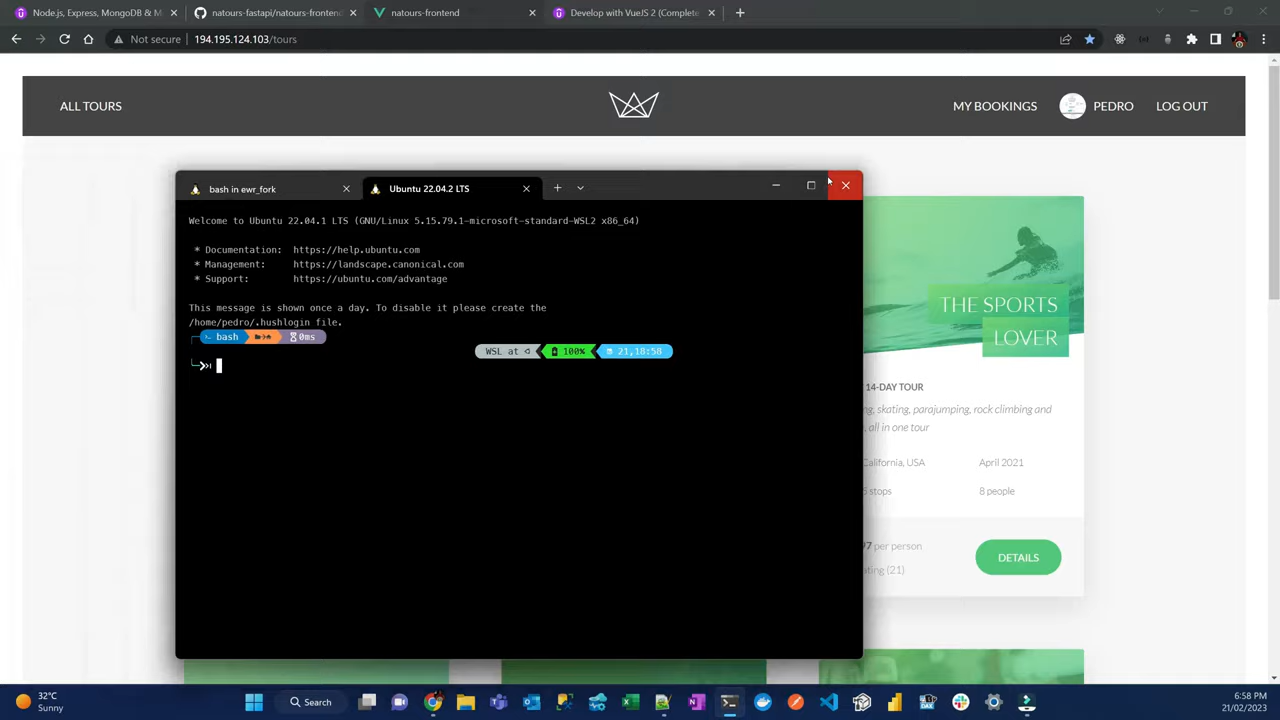 Node.js, Express, MongoDB & M
natours-fastapi/natours-frontend
natours-frontend
Develop with VueJS 2 (Complete
Not secure
194.195.124.103/tours
ALL TOURS
MY BOOKINGS
PEDRO
LOG OUT
bash in ewr_fork
Ubuntu 22.04.2 LTS
Welcome to Ubuntu 22.04.1 LTS (GNU/Linux 5.15.79.1-microsoft-standard-WSL2 x86_64)
* Documentation: https://help.ubuntu.com
* Management: https://landscape.canonical.com
* Support: https://ubuntu.com/advantage
This message is shown once a day. To disable it please create the
/home/pedro/.hushlogin file.
bash
0ms
WSL at
100%
21,18:58
THE SPORTS
LOVER
14-DAY TOUR
ng, skating, parajumping, rock climbing and
, all in one tour
California, USA
April 2021
stops
8 people
7 per person
ating (21)
DETAILS
32°C
Sunny
Search
6:58 PM
21/02/2023